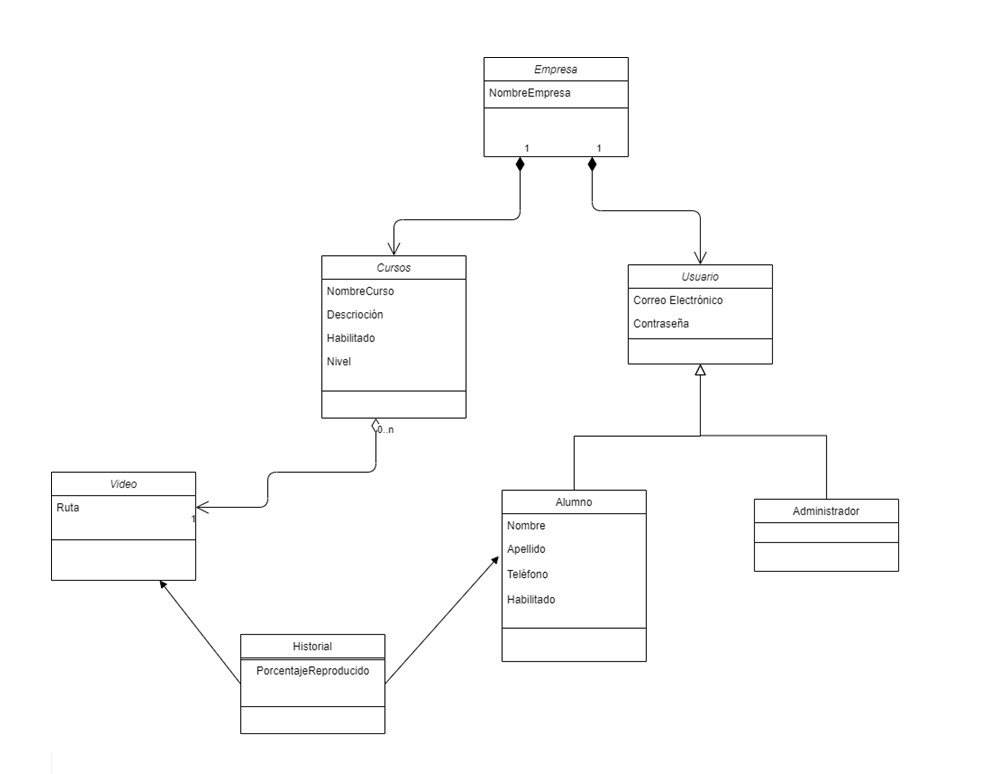 Empresa
NombreEmpresa
1
1
Cursos
NombreCurso
Descrioción
Habilitado
Nivel
0..n
Usuario
Correo Electrónico
Contraseña
Video
Ruta
1
Alumno
Nombre
Apellido
Teléfono
Habilitado
Administrador
Historial
PorcentajeReproducido